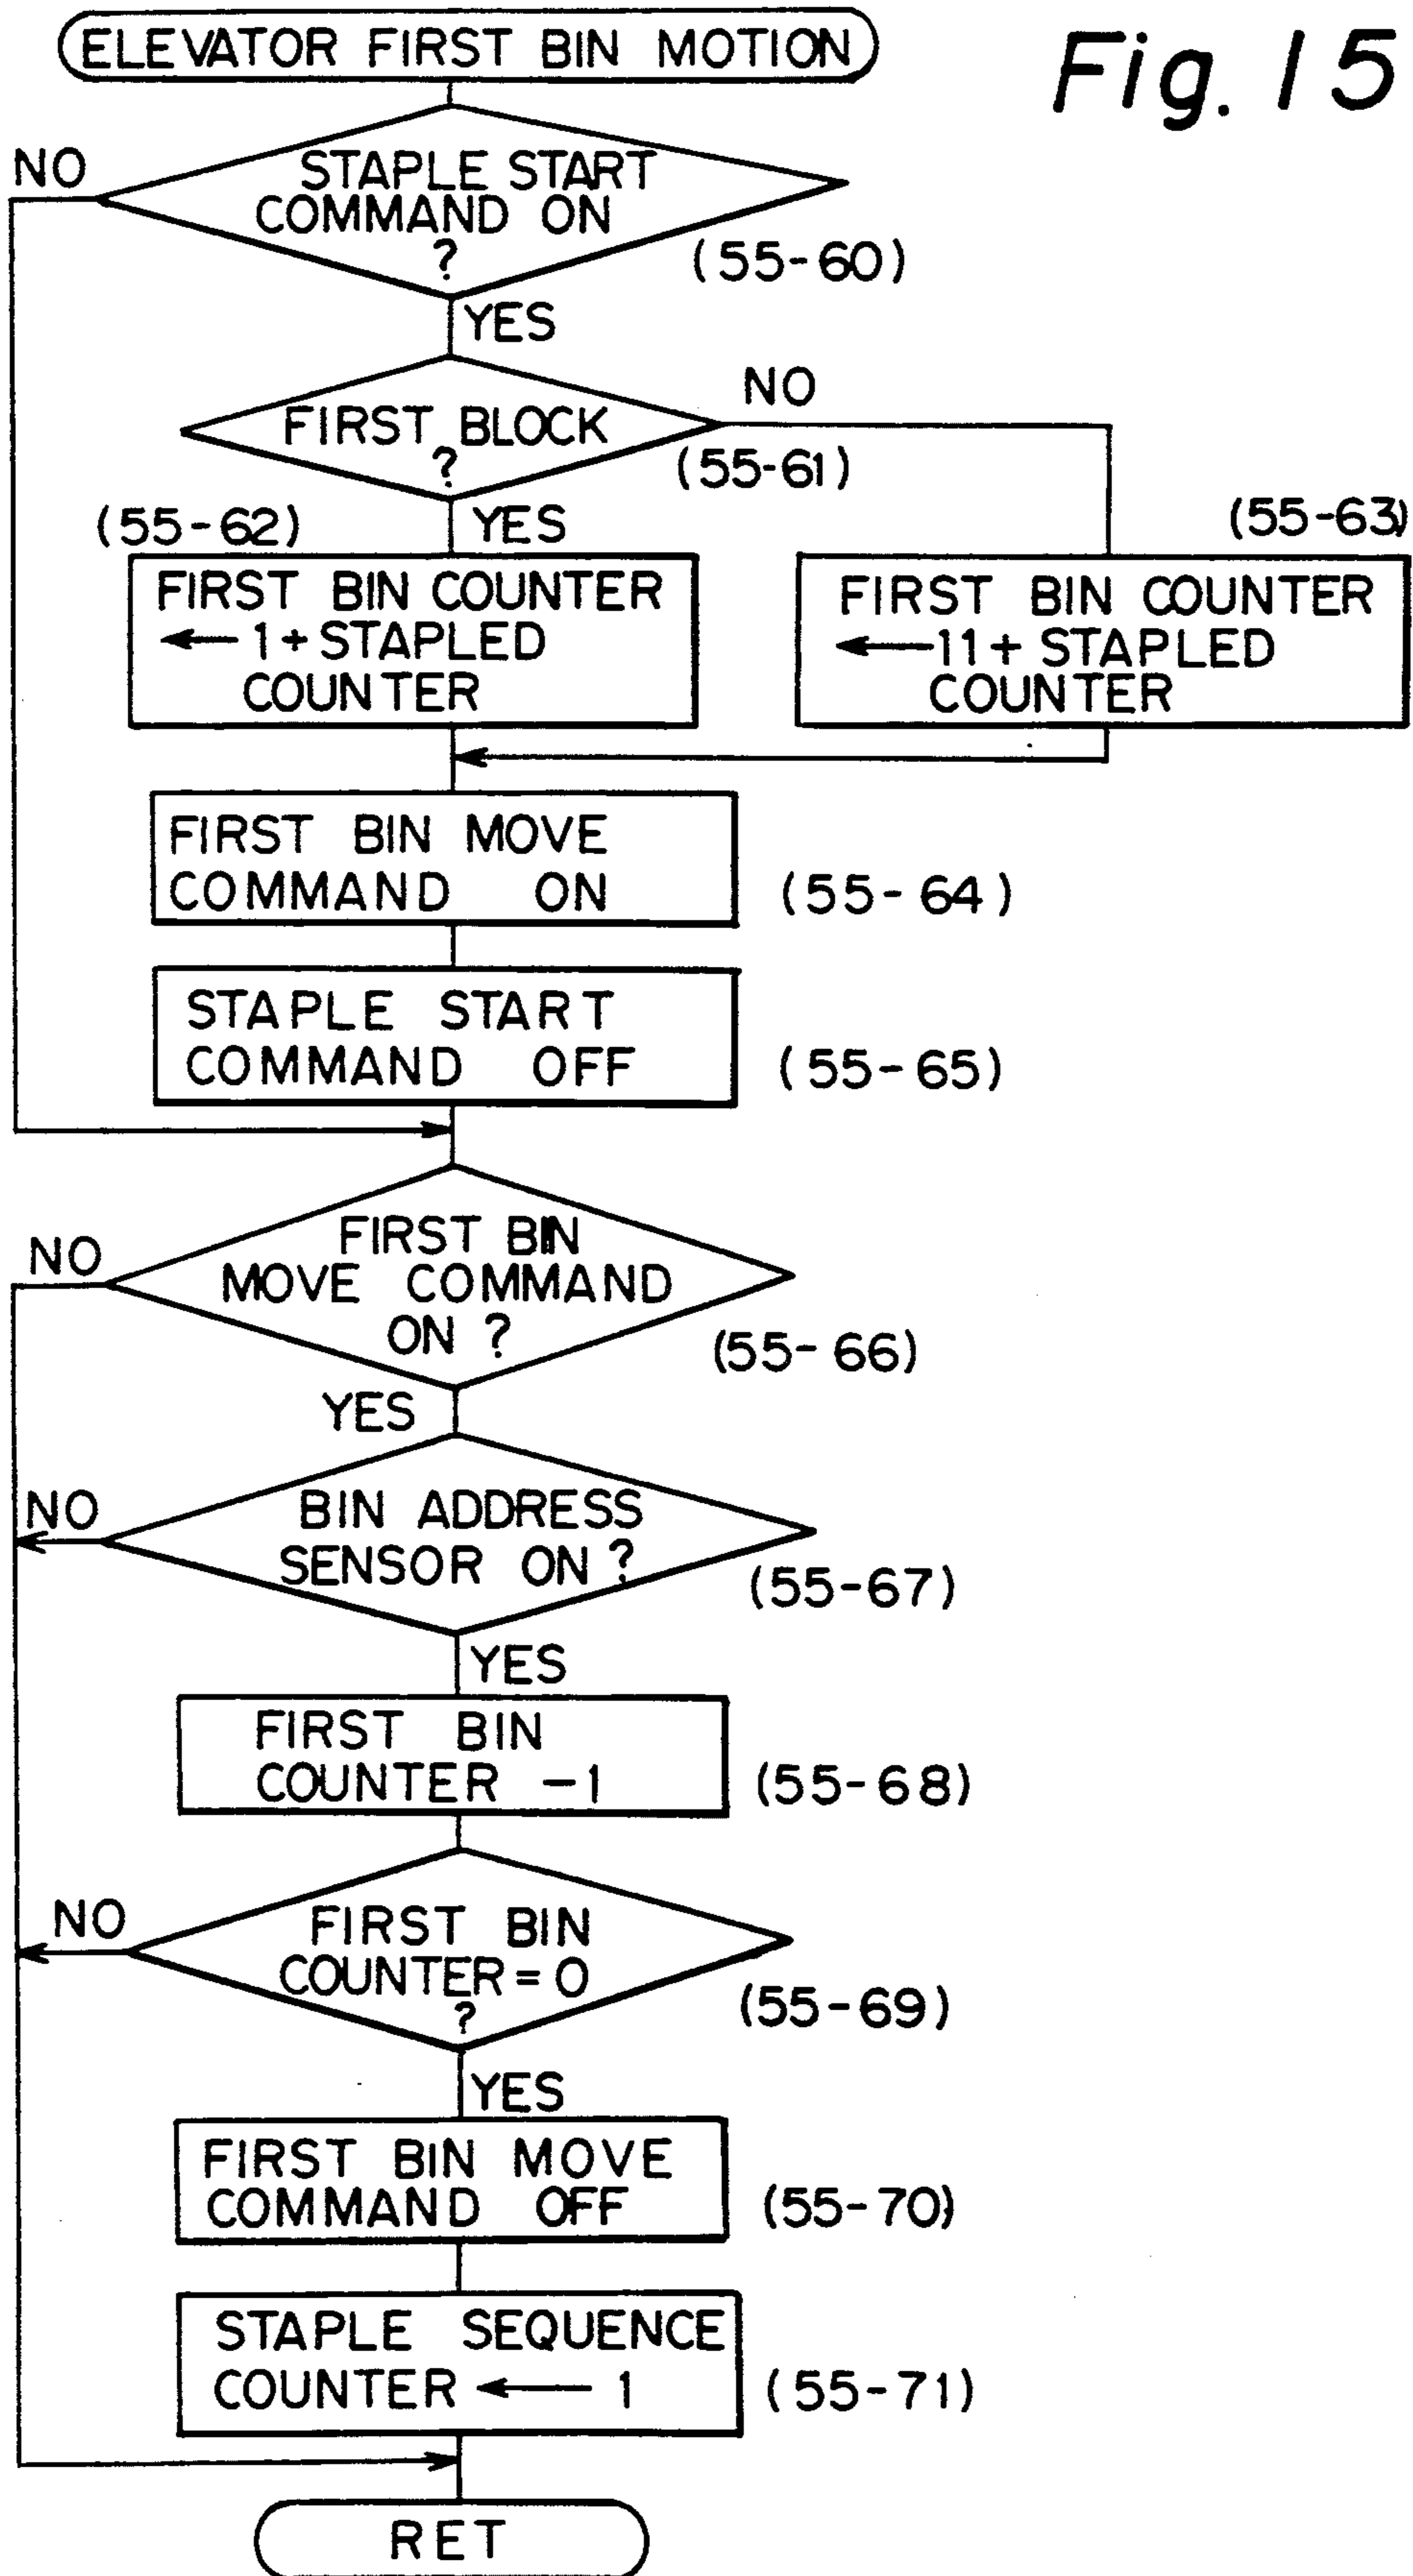 Fig. 15
ELEVATOR FIRST BIN MOTION
NO
STAPLE START
COMMAND ON
?
(55-60)
YES
FIRST BLOCK
?
NO
(55-61)
(55-62)
YES
(55-63)
FIRST BIN COUNTER
← 1 + STAPLED
COUNTER
FIRST BIN COUNTER
← 11 + STAPLED
COUNTER
FIRST BIN MOVE
COMMAND ON
(55-64)
STAPLE START
COMMAND OFF
(55-65)
NO
FIRST BIN
MOVE COMMAND
ON ?
(55-66)
YES
NO
BIN ADDRESS
SENSOR ON ?
(55-67)
YES
FIRST BIN
COUNTER -1
(55-68)
NO
FIRST BIN
COUNTER = 0
?
(55-69)
YES
FIRST BIN MOVE
COMMAND OFF
(55-70)
STAPLE SEQUENCE
COUNTER ← 1
(55-71)
RET